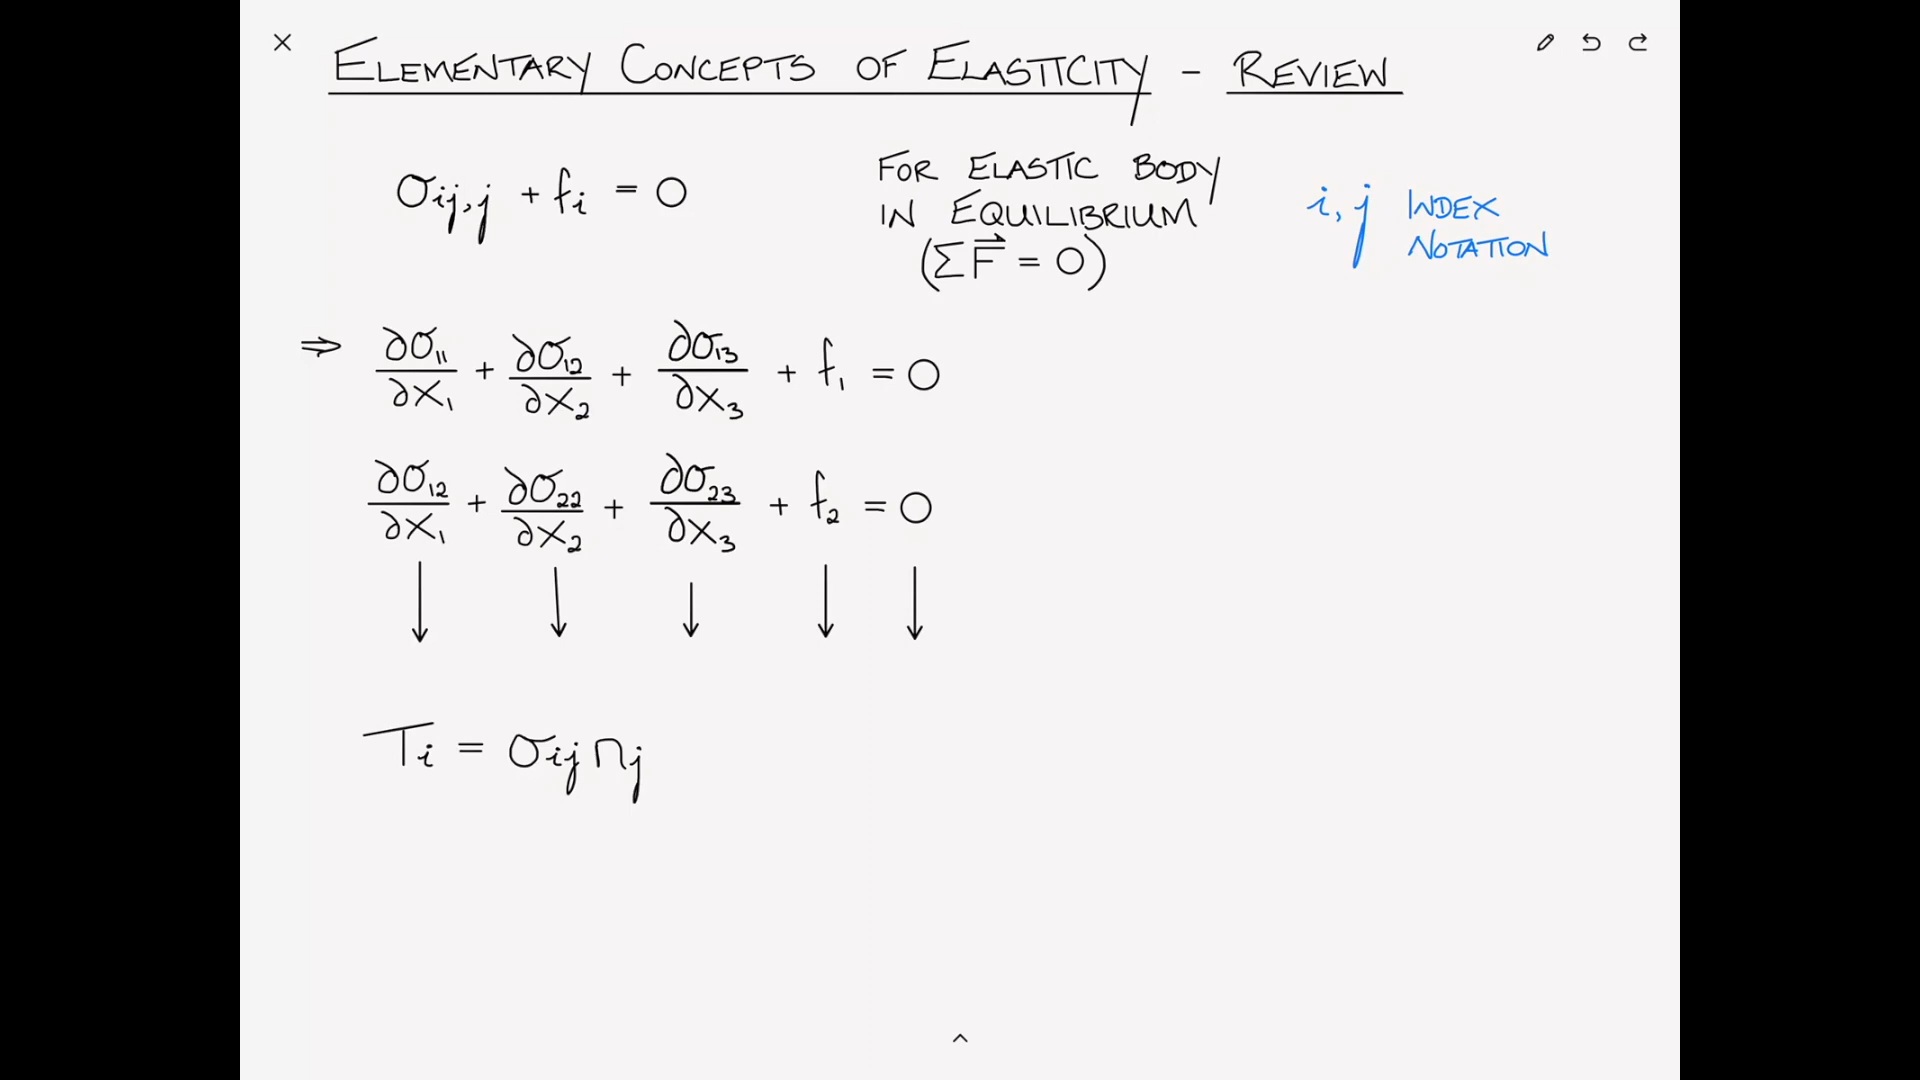 ELEMENTARY CONCEPTS OF ELASTICITY - REVIEW
σij,j + fi = 0
FOR ELASTIC BODY
IN EQUILIBRIUM
(ΣF⃗ = 0)
i, j INDEX
NOTATION
⇒ ∂σ11/∂x1 + ∂σ12/∂x2 + ∂σ13/∂x3 + f1 = 0
∂σ12/∂x1 + ∂σ22/∂x2 + ∂σ23/∂x3 + f2 = 0
↓ ↓ ↓ ↓ ↓
Ti = σij nj